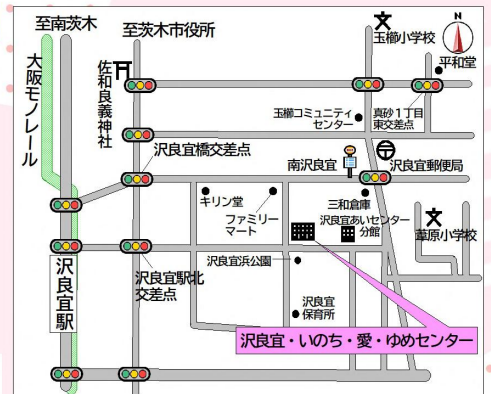 至南茨木
至茨木市役所
N
文
玉櫛小学校
大阪モノレール
佐和良義神社
平和堂
玉櫛コミュニティ
センター
真砂1丁目
東交差点
沢良宜橋交差点
南沢良宜
沢良宜郵便局
キリン堂
三和倉庫
ファミリー
マート
沢良宜あいセンター
分館
文
葦原小学校
沢良宜浜公園
沢良宜駅北
交差点
沢良宜駅
沢良宜
保育所
沢良宜・いのち・愛・ゆめセンター